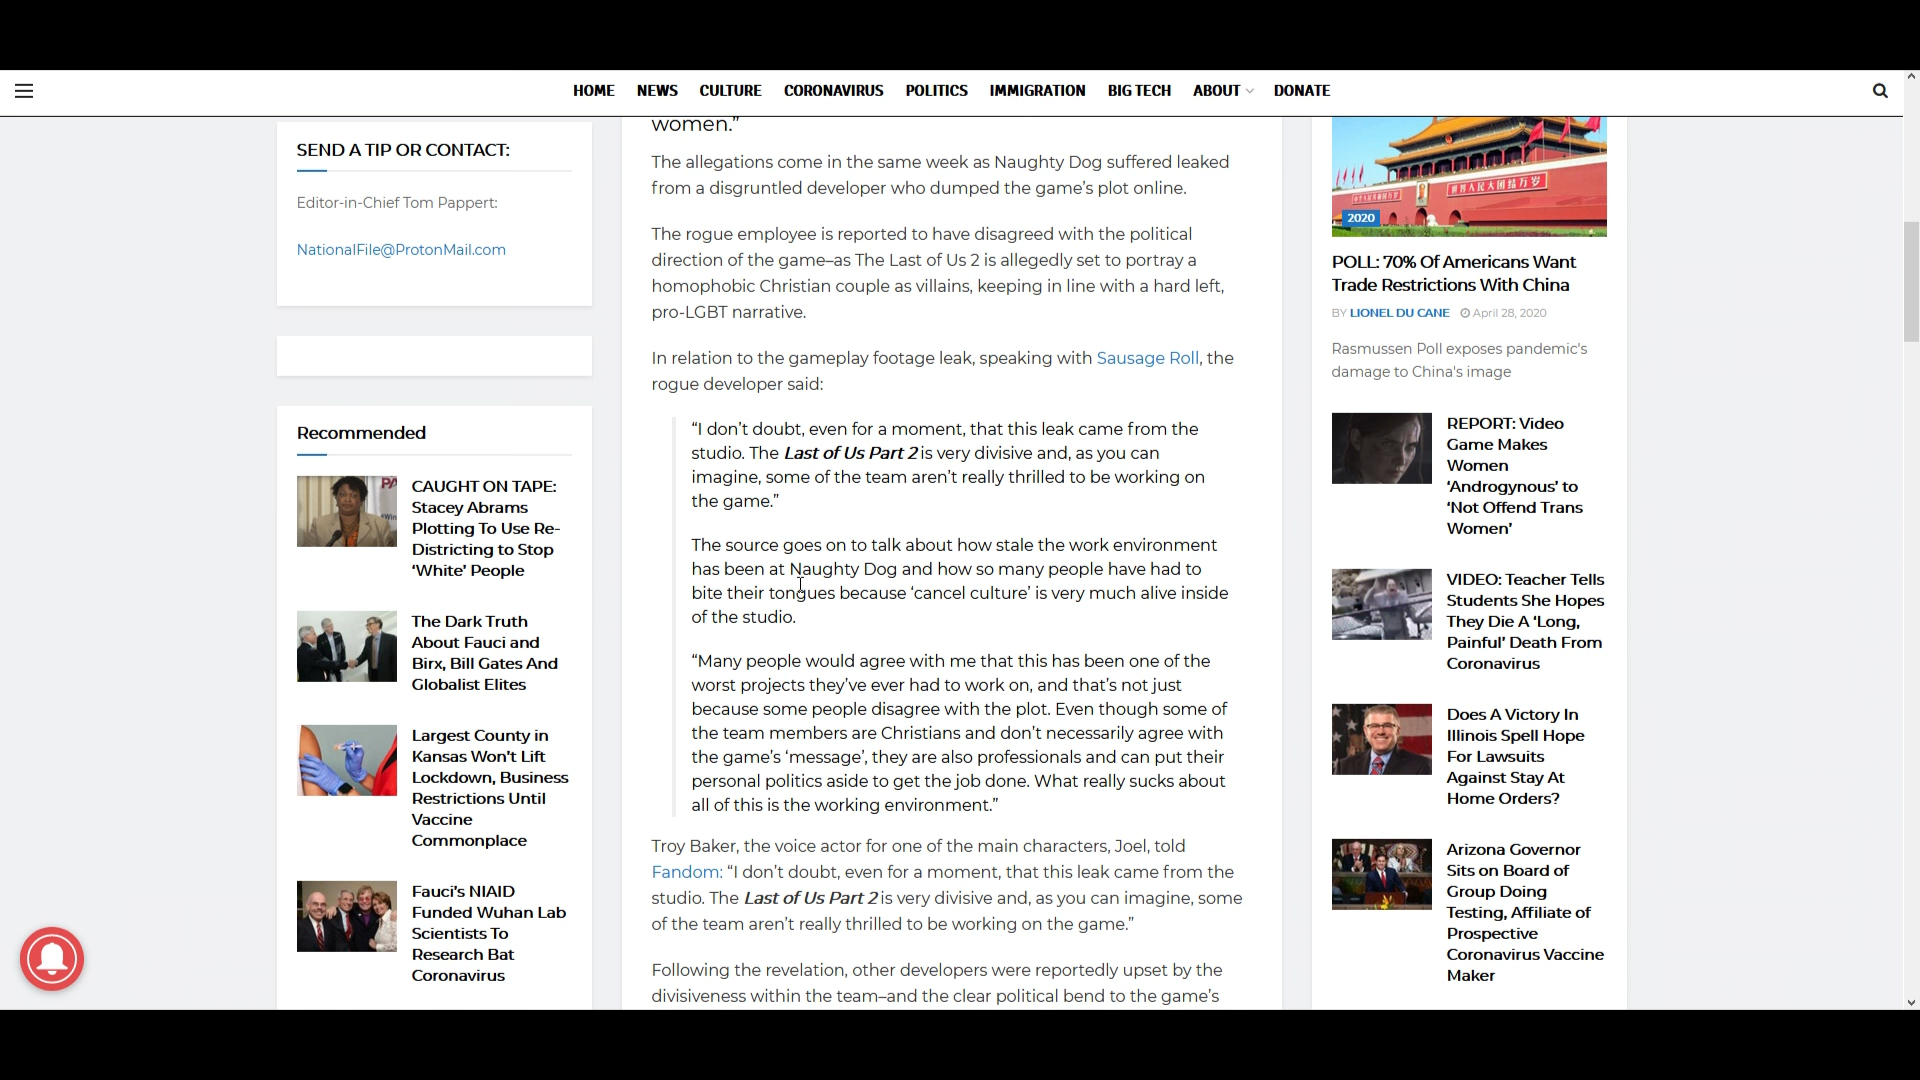 HOME NEWS CULTURE CORONAVIRUS POLITICS IMMIGRATION BIG TECH ABOUT DONATE
SEND A TIP OR CONTACT:
Editor-in-Chief Tom Pappert:
NationalFile@ProtonMail.com
Recommended
CAUGHT ON TAPE:
Stacey Abrams
Plotting To Use Re-
Districting to Stop
‘White’ People
The Dark Truth
About Fauci and
Birx, Bill Gates And
Globalist Elites
Largest County in
Kansas Won’t Lift
Lockdown, Business
Restrictions Until
Vaccine
Commonplace
Fauci’s NIAID
Funded Wuhan Lab
Scientists To
Research Bat
Coronavirus
women.”
The allegations come in the same week as Naughty Dog suffered leaked
from a disgruntled developer who dumped the game’s plot online.
The rogue employee is reported to have disagreed with the political
direction of the game–as The Last of Us 2 is allegedly set to portray a
homophobic Christian couple as villains, keeping in line with a hard left,
pro-LGBT narrative.
In relation to the gameplay footage leak, speaking with Sausage Roll, the
rogue developer said:
“I don’t doubt, even for a moment, that this leak came from the
studio. The Last of Us Part 2 is very divisive and, as you can
imagine, some of the team aren’t really thrilled to be working on
the game.”
The source goes on to talk about how stale the work environment
has been at Naughty Dog and how so many people have had to
bite their tongues because ‘cancel culture’ is very much alive inside
of the studio.
“Many people would agree with me that this has been one of the
worst projects they’ve ever had to work on, and that’s not just
because some people disagree with the plot. Even though some of
the team members are Christians and don’t necessarily agree with
the game’s ‘message’, they are also professionals and can put their
personal politics aside to get the job done. What really sucks about
all of this is the working environment.”
Troy Baker, the voice actor for one of the main characters, Joel, told
Fandom: “I don’t doubt, even for a moment, that this leak came from the
studio. The Last of Us Part 2 is very divisive and, as you can imagine, some
of the team aren’t really thrilled to be working on the game.”
Following the revelation, other developers were reportedly upset by the
divisiveness within the team–and the clear political bend to the game’s
世界人民大团结万岁
2020
POLL: 70% Of Americans Want
Trade Restrictions With China
BY LIONEL DU CANE April 28, 2020
Rasmussen Poll exposes pandemic's
damage to China's image
REPORT: Video
Game Makes
Women
‘Androgynous’ to
‘Not Offend Trans
Women’
VIDEO: Teacher Tells
Students She Hopes
They Die A ‘Long,
Painful’ Death From
Coronavirus
Does A Victory In
Illinois Spell Hope
For Lawsuits
Against Stay At
Home Orders?
Arizona Governor
Sits on Board of
Group Doing
Testing, Affiliate of
Prospective
Coronavirus Vaccine
Maker